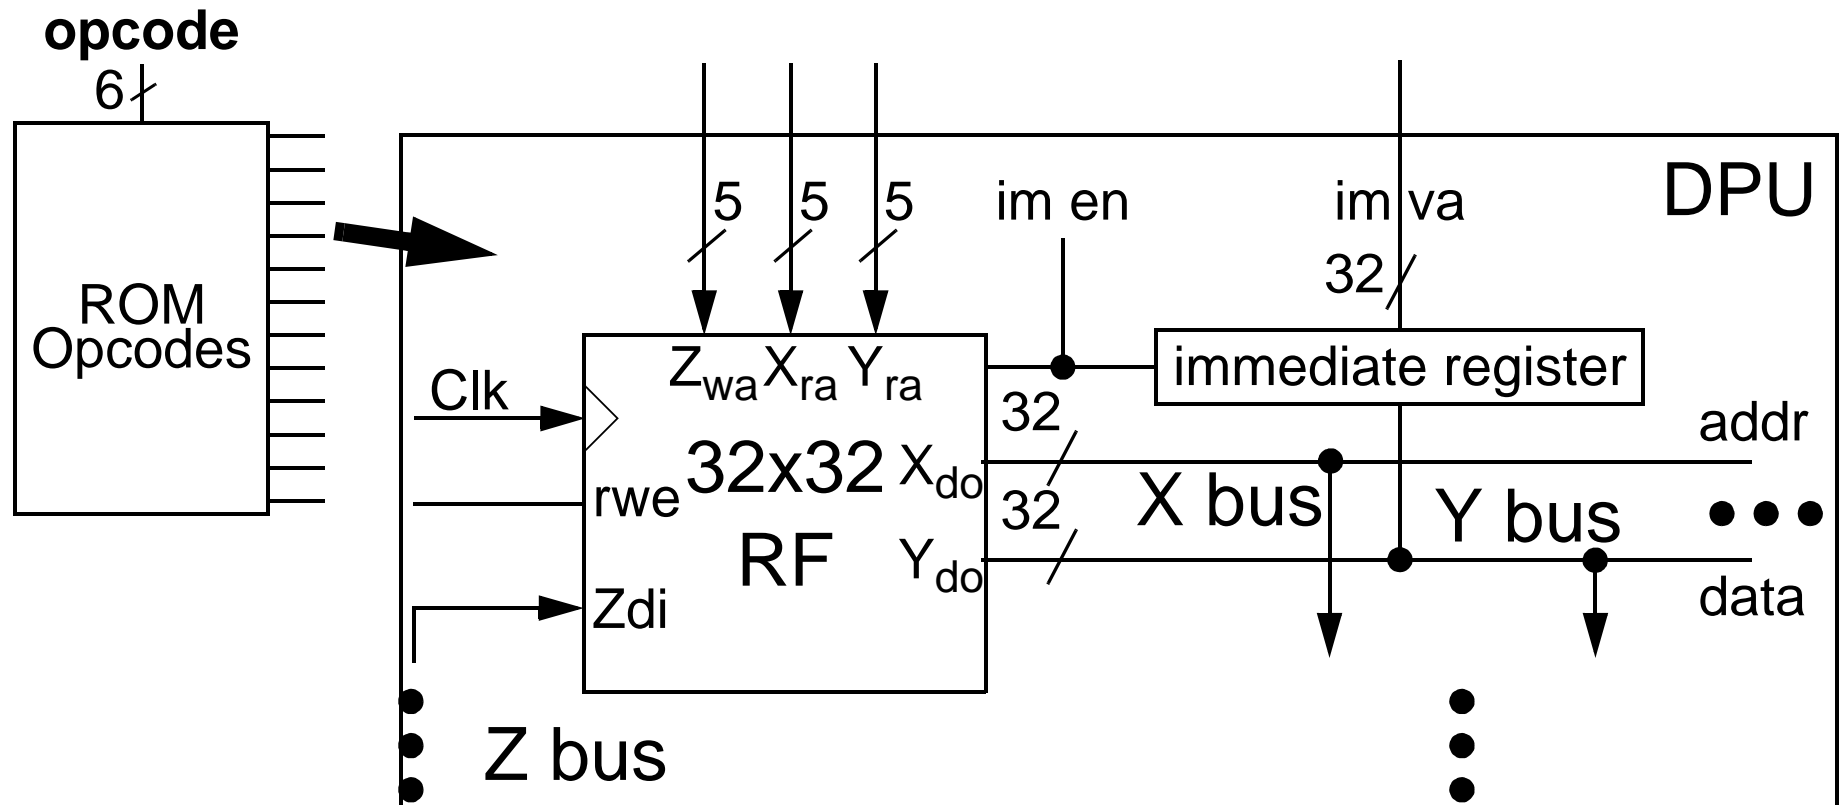 opcode
6
ROM
Opcodes
DPU
5 5 5
im en
im va
32
Zwa Xra Yra
immediate register
Clk
32
addr
32x32
Xdo
X bus
rwe
32
Y bus
RF
Ydo
Zdi
data
Z bus